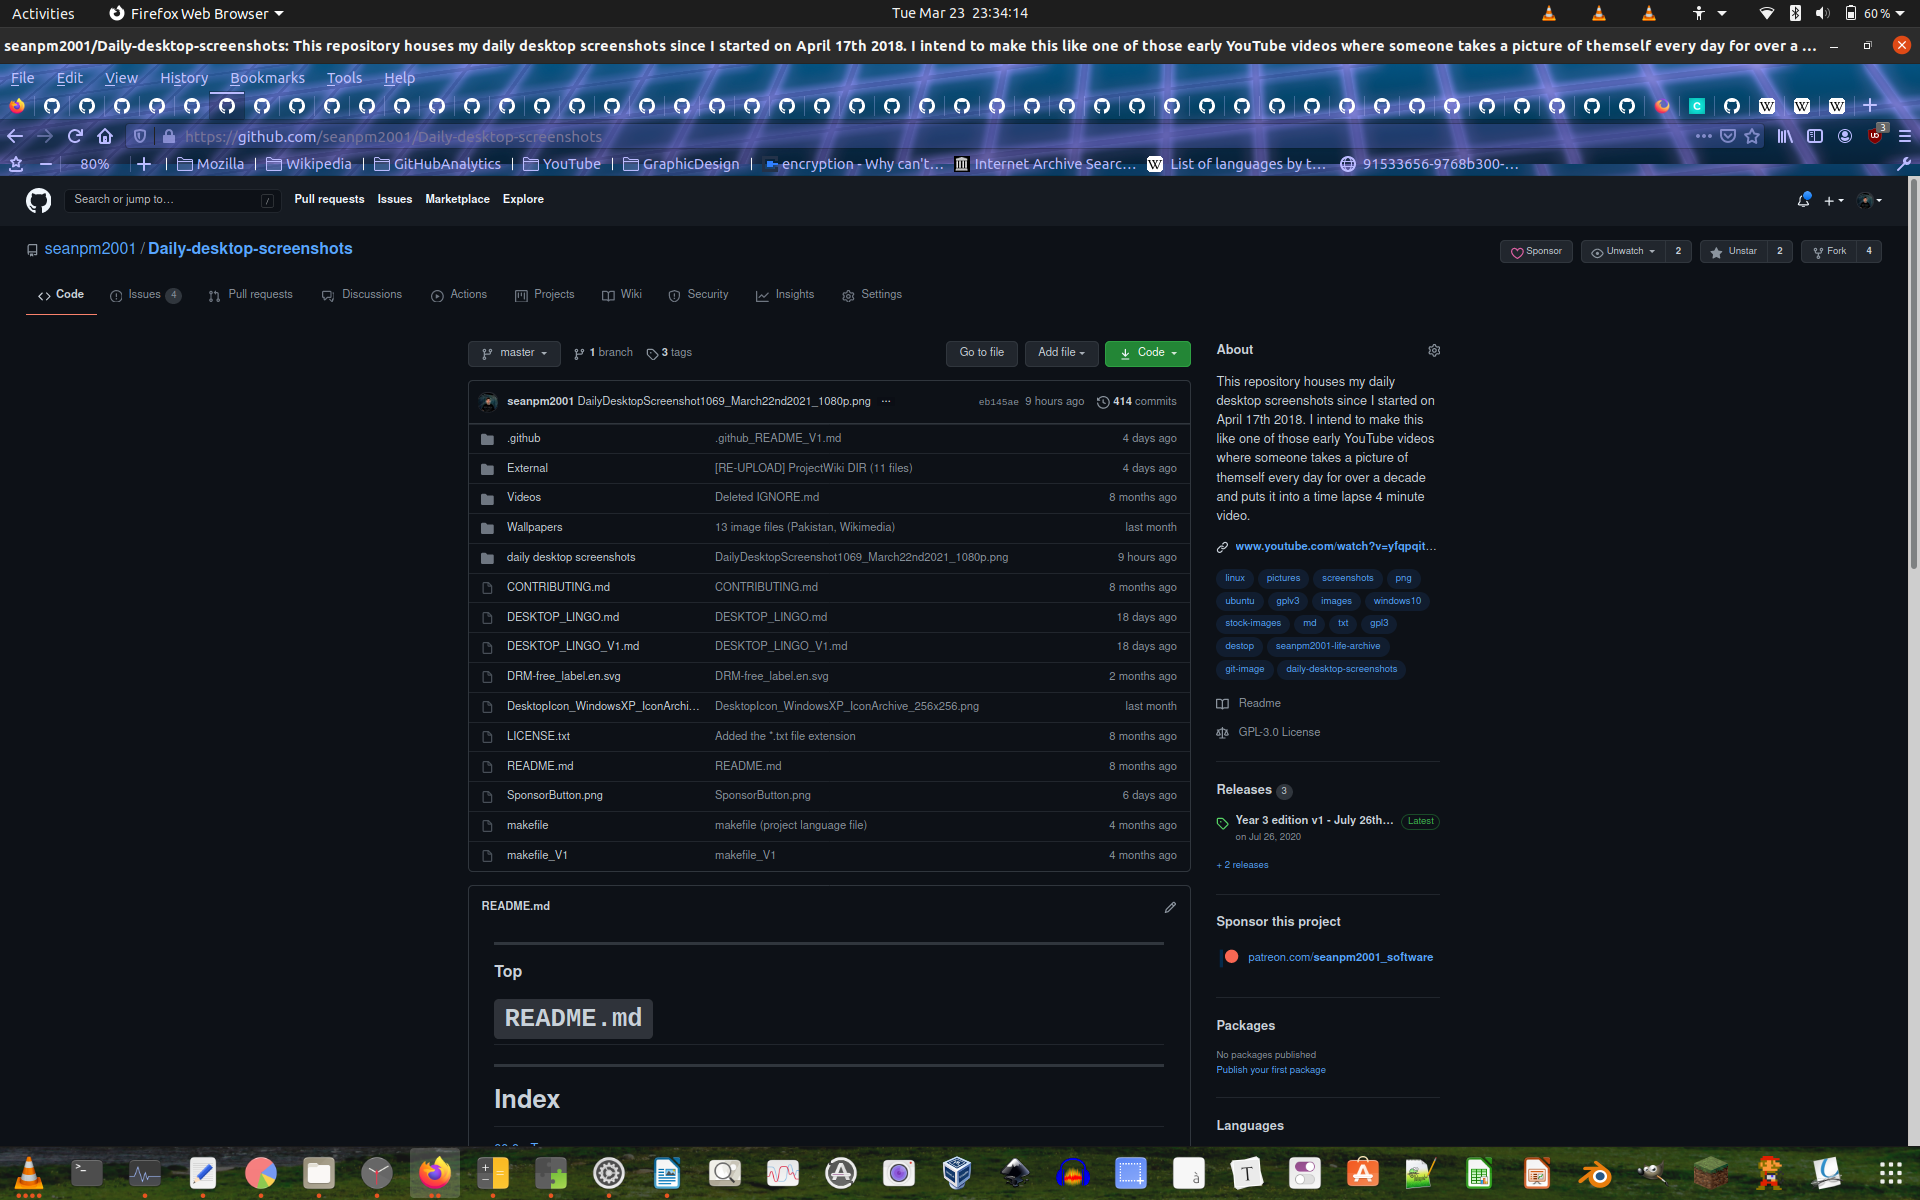 Activities Firefox Web Browser Tue Mar 23 23:34:14 60 %
seanpm2001/Daily-desktop-screenshots: This repository houses my daily desktop screenshots since I started on April 17th 2018. I intend to make this like one of those early YouTube videos where someone takes a picture of themself every day for over a ...
File Edit View History Bookmarks Tools Help
https://github.com/seanpm2001/Daily-desktop-screenshots 3
80% Mozilla Wikipedia GitHubAnalytics YouTube GraphicDesign encryption - Why can't… Internet Archive Searc… List of languages by t… 91533656-9768b300-…
Search or jump to… / Pull requests Issues Marketplace Explore
seanpm2001 / Daily-desktop-screenshots Sponsor Unwatch 2 Unstar 2 Fork 4
Code Issues 4 Pull requests Discussions Actions Projects Wiki Security Insights Settings
master 1 branch 3 tags Go to file Add file Code
seanpm2001 DailyDesktopScreenshot1069_March22nd2021_1080p.png ... eb145ae 9 hours ago 414 commits
.github .github_README_V1.md 4 days ago
External [RE-UPLOAD] ProjectWiki DIR (11 files) 4 days ago
Videos Deleted IGNORE.md 8 months ago
Wallpapers 13 image files (Pakistan, Wikimedia) last month
daily desktop screenshots DailyDesktopScreenshot1069_March22nd2021_1080p.png 9 hours ago
CONTRIBUTING.md CONTRIBUTING.md 8 months ago
DESKTOP_LINGO.md DESKTOP_LINGO.md 18 days ago
DESKTOP_LINGO_V1.md DESKTOP_LINGO_V1.md 18 days ago
DRM-free_label.en.svg DRM-free_label.en.svg 2 months ago
DesktopIcon_WindowsXP_IconArchi… DesktopIcon_WindowsXP_IconArchive_256x256.png last month
LICENSE.txt Added the *.txt file extension 8 months ago
README.md README.md 8 months ago
SponsorButton.png SponsorButton.png 6 days ago
makefile makefile (project language file) 4 months ago
makefile_V1 makefile_V1 4 months ago
README.md
Top
README.md
Index
About
This repository houses my daily
desktop screenshots since I started on
April 17th 2018. I intend to make this
like one of those early YouTube videos
where someone takes a picture of
themself every day for over a decade
and puts it into a time lapse 4 minute
video.
www.youtube.com/watch?v=yfqpqit…
linux pictures screenshots png
ubuntu gplv3 images windows10
stock-images md txt gpl3
destop seanpm2001-life-archive
git-image daily-desktop-screenshots
Readme
GPL-3.0 License
Releases 3
Year 3 edition v1 - July 26th… Latest
on Jul 26, 2020
+ 2 releases
Sponsor this project
patreon.com/seanpm2001_software
Packages
No packages published
Publish your first package
Languages